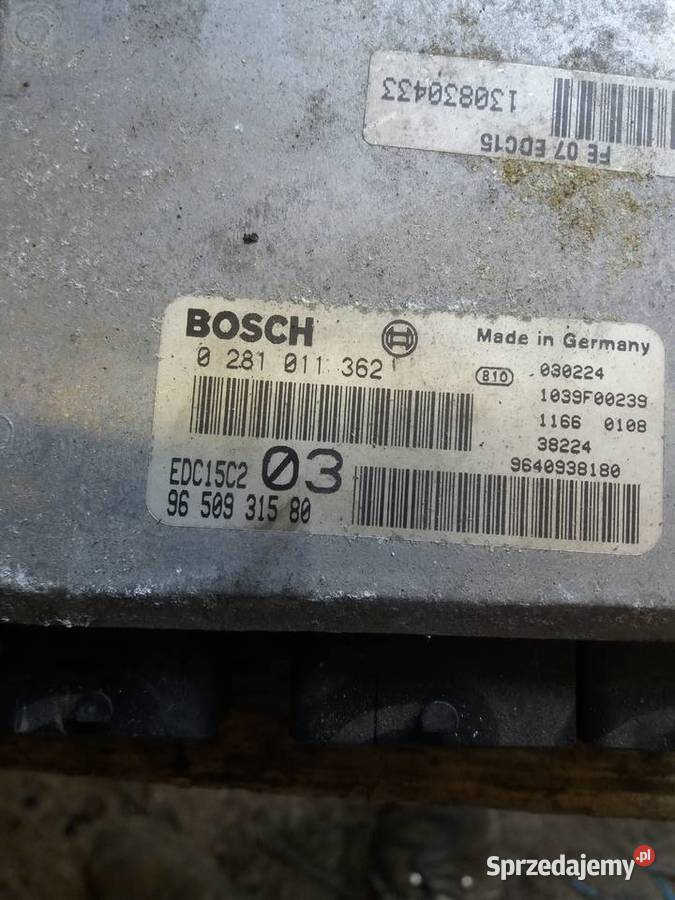 130830433
FE 07 EDC15
BOSCH
Made in Germany
0 281 011 362
810
030224
1039F00239
1166 0108
38224
9640938180
EDC15C2 03
96 509 315 80
Sprzedajemy.pl